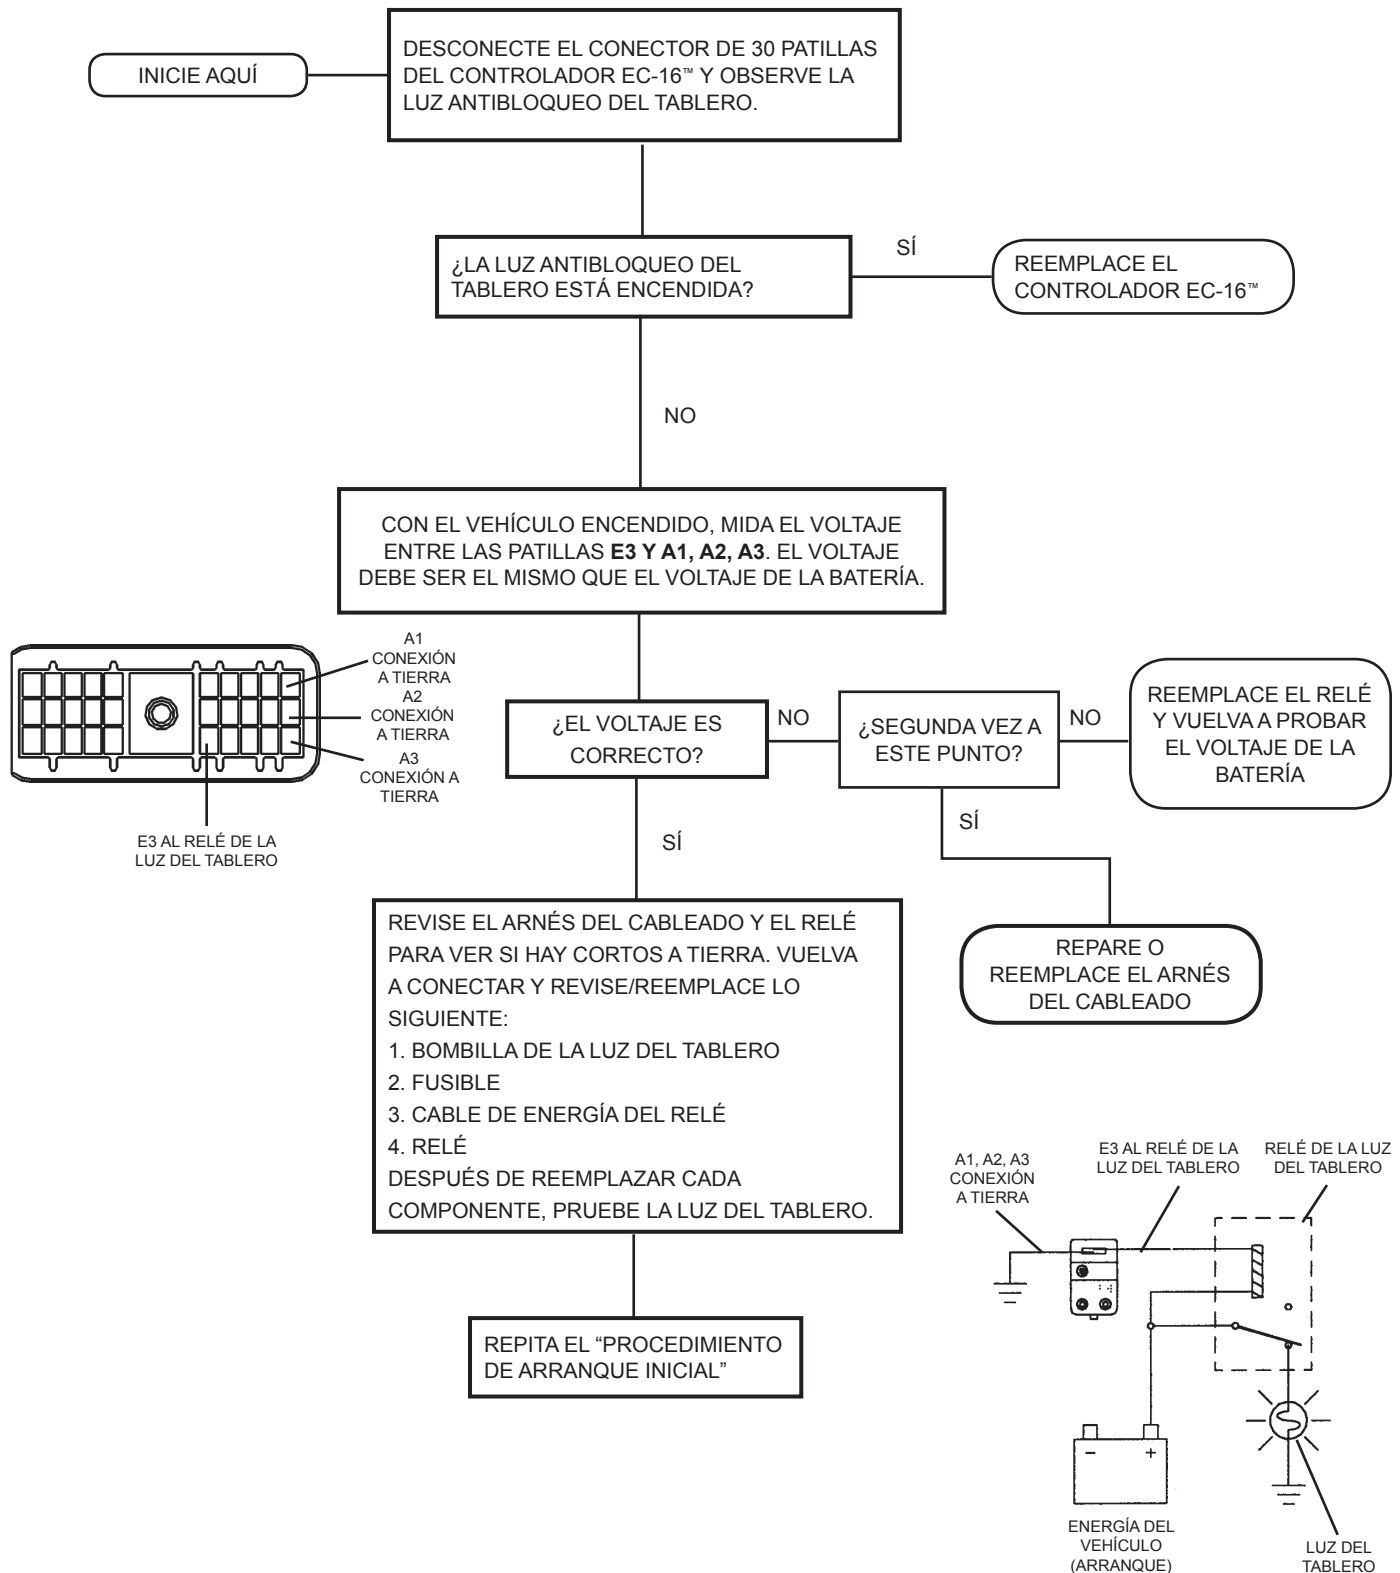 INICIE AQUÍ
DESCONECTE EL CONECTOR DE 30 PATILLAS
DEL CONTROLADOR EC-16™ Y OBSERVE LA
LUZ ANTIBLOQUEO DEL TABLERO.
¿LA LUZ ANTIBLOQUEO DEL
TABLERO ESTÁ ENCENDIDA?
SÍ
REEMPLACE EL
CONTROLADOR EC-16™
NO
CON EL VEHÍCULO ENCENDIDO, MIDA EL VOLTAJE
ENTRE LAS PATILLAS E3 Y A1, A2, A3. EL VOLTAJE
DEBE SER EL MISMO QUE EL VOLTAJE DE LA BATERÍA.
A1
CONEXIÓN
A TIERRA
A2
CONEXIÓN
A TIERRA
A3
CONEXIÓN A
TIERRA
E3 AL RELÉ DE LA
LUZ DEL TABLERO
¿EL VOLTAJE ES
CORRECTO?
NO
¿SEGUNDA VEZ A
ESTE PUNTO?
NO
REEMPLACE EL RELÉ
Y VUELVA A PROBAR
EL VOLTAJE DE LA
BATERÍA
SÍ
SÍ
REPARE O
REEMPLACE EL ARNÉS
DEL CABLEADO
REVISE EL ARNÉS DEL CABLEADO Y EL RELÉ
PARA VER SI HAY CORTOS A TIERRA. VUELVA
A CONECTAR Y REVISE/REEMPLACE LO
SIGUIENTE:
1. BOMBILLA DE LA LUZ DEL TABLERO
2. FUSIBLE
3. CABLE DE ENERGÍA DEL RELÉ
4. RELÉ
DESPUÉS DE REEMPLAZAR CADA
COMPONENTE, PRUEBE LA LUZ DEL TABLERO.
REPITA EL “PROCEDIMIENTO
DE ARRANQUE INICIAL”
A1, A2, A3
CONEXIÓN
A TIERRA
E3 AL RELÉ DE LA
LUZ DEL TABLERO
RELÉ DE LA LUZ
DEL TABLERO
- +
ENERGÍA DEL
VEHÍCULO
(ARRANQUE)
LUZ DEL
TABLERO